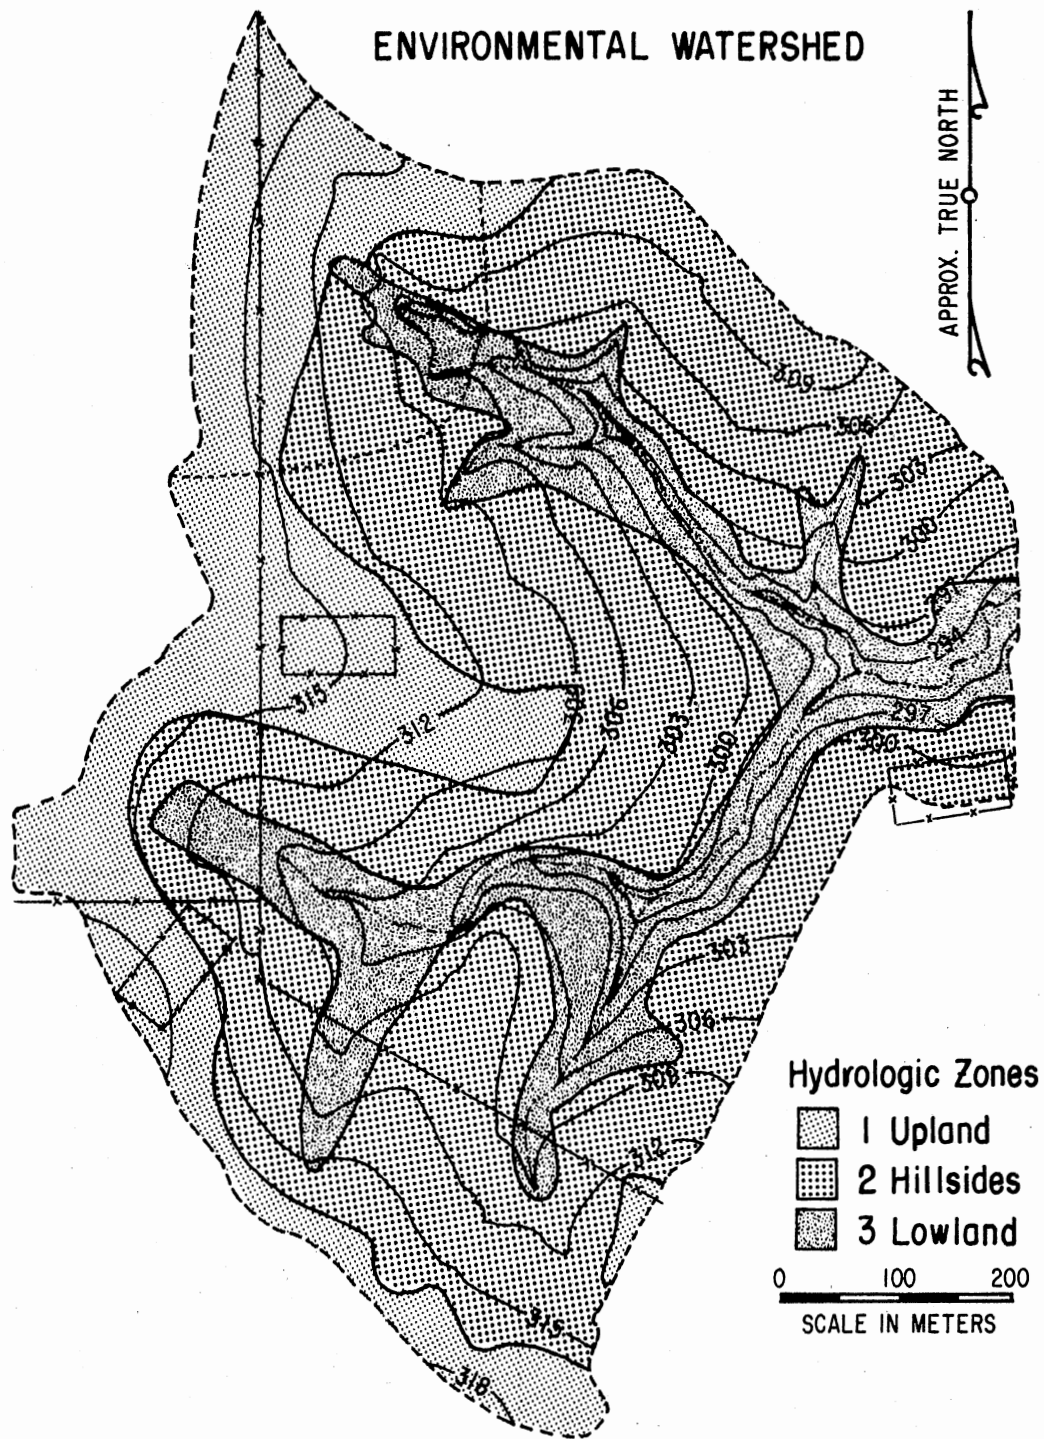 ENVIRONMENTAL WATERSHED
APPROX. TRUE NORTH
309
306
303
300
297
294
297
300
315
312
306
303
300
303
306
309
312
315
318
Hydrologic Zones
1 Upland
2 Hillsides
3 Lowland
0 100 200
SCALE IN METERS